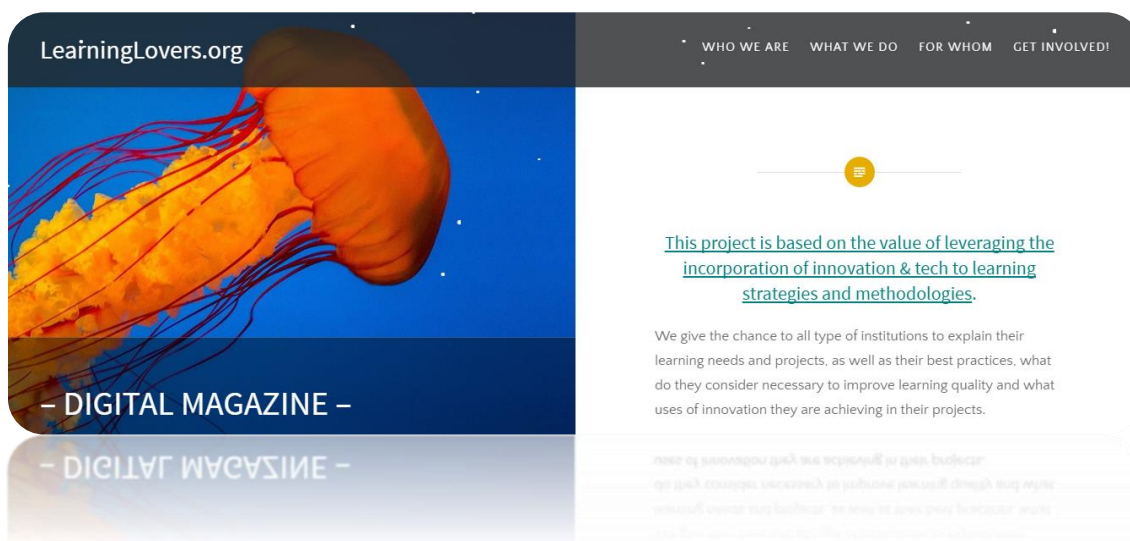 LearningLovers.org
WHO WE ARE WHAT WE DO FOR WHOM GET INVOLVED!
– DIGITAL MAGAZINE –
This project is based on the value of leveraging the
incorporation of innovation & tech to learning
strategies and methodologies.
We give the chance to all type of institutions to explain their
learning needs and projects, as well as their best practices, what
do they consider necessary to improve learning quality and what
uses of innovation they are achieving in their projects.